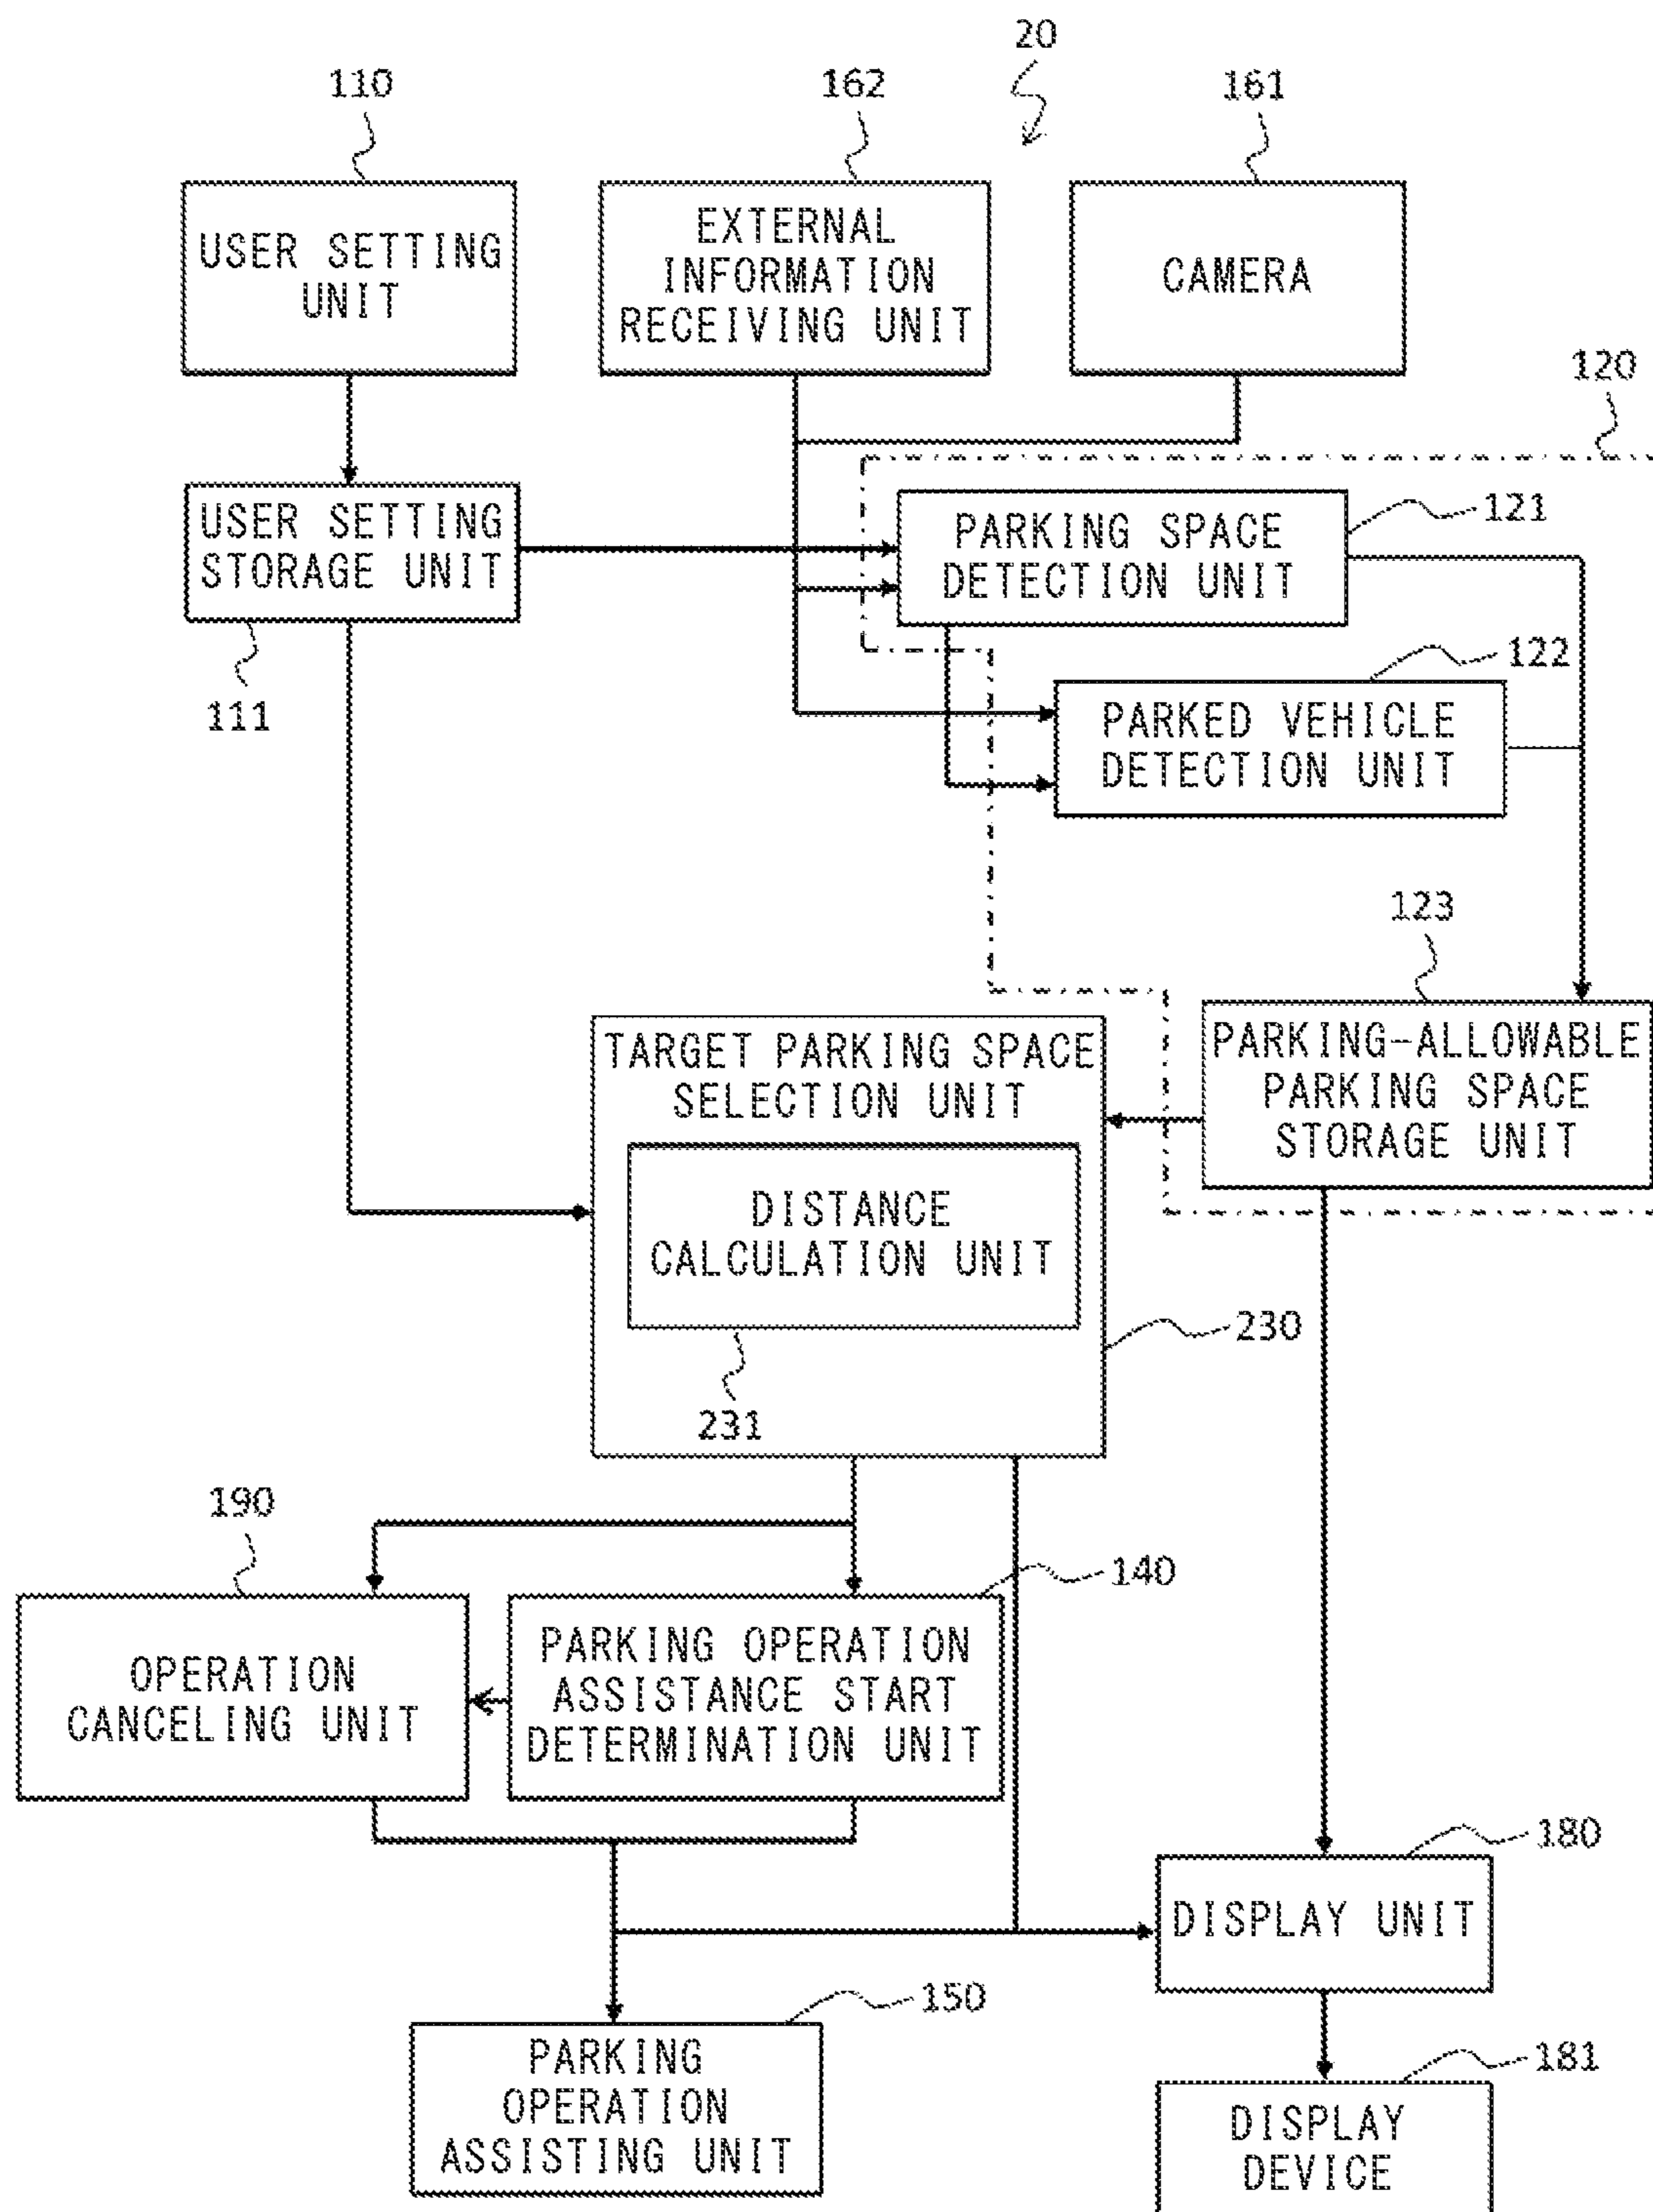 20
110
162
161
USER SETTING
UNIT
EXTERNAL
INFORMATION
RECEIVING UNIT
CAMERA
120
USER SETTING
STORAGE UNIT
111
PARKING SPACE
DETECTION UNIT
121
122
PARKED VEHICLE
DETECTION UNIT
123
PARKING-ALLOWABLE
PARKING SPACE
STORAGE UNIT
TARGET PARKING SPACE
SELECTION UNIT
DISTANCE
CALCULATION UNIT
230
231
190
140
OPERATION
CANCELING UNIT
PARKING OPERATION
ASSISTANCE START
DETERMINATION UNIT
180
DISPLAY UNIT
150
PARKING
OPERATION
ASSISTING UNIT
181
DISPLAY
DEVICE